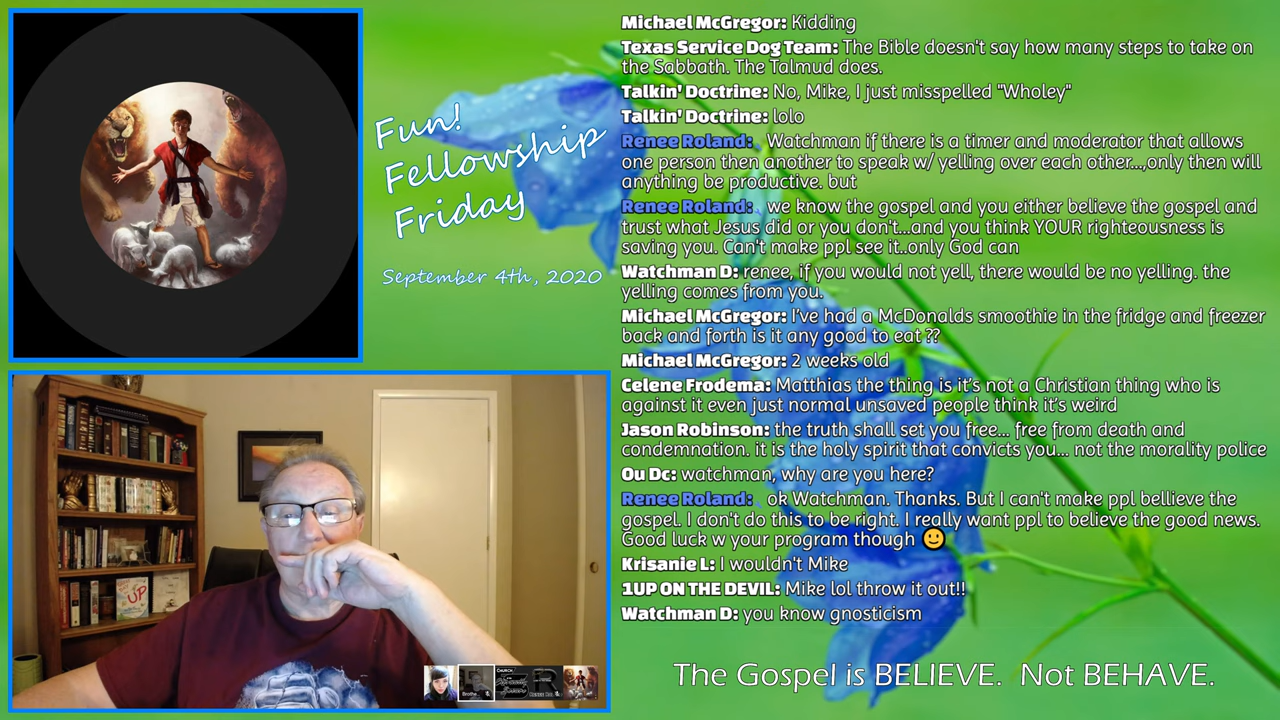 Fun!
Fellowship
Friday
September 4th, 2020
Michael McGregor: Kidding
Texas Service Dog Team: The Bible doesn't say how many steps to take on
the Sabbath. The Talmud does.
Talkin' Doctrine: No, Mike, I just misspelled "Wholey"
Talkin' Doctrine: lolo
Renee Roland: Watchman if there is a timer and moderator that allows
one person then another to speak w/ yelling over each other...,only then will
anything be productive. but
Renee Roland: we know the gospel and you either believe the gospel and
trust what Jesus did or you don't...and you think YOUR righteousness is
saving you. Can't make ppl see it..only God can
Watchman D: renee, if you would not yell, there would be no yelling. the
yelling comes from you.
Michael McGregor: I've had a McDonalds smoothie in the fridge and freezer
back and forth is it any good to eat ??
Michael McGregor: 2 weeks old
Celene Frodema: Matthias the thing is it's not a Christian thing who is
against it even just normal unsaved people think it's weird
Jason Robinson: the truth shall set you free... free from death and
condemnation. it is the holy spirit that convicts you... not the morality police
Ou Dc: watchman, why are you here?
Renee Roland: ok Watchman. Thanks. But I can't make ppl bellieve the
gospel. I don't do this to be right. I really want ppl to believe the good news.
Good luck w your program though 🙂
Krisanie L: I wouldn't Mike
1UP ON THE DEVIL: Mike lol throw it out!!
Watchman D: you know gnosticism
The Gospel is BELIEVE. Not BEHAVE.
UP
Brothe...
CHURCH